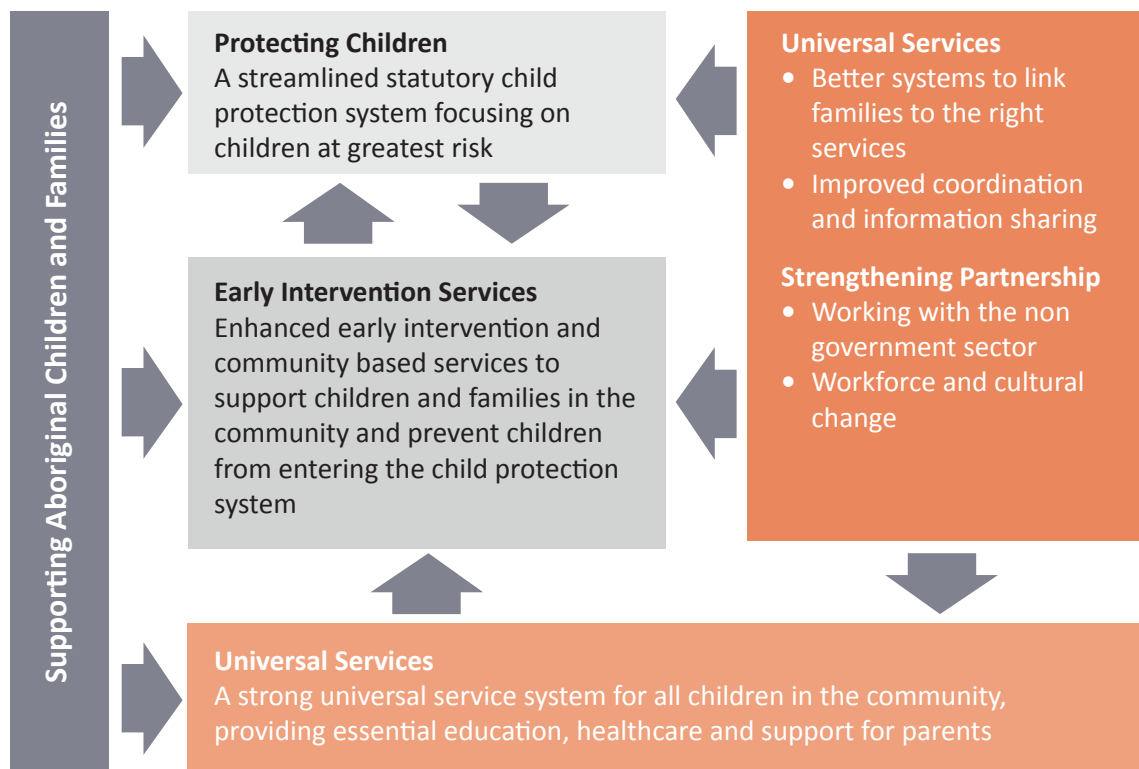 Supporting Aboriginal Children and Families
Protecting Children
A streamlined statutory child
protection system focusing on
children at greatest risk
Early Intervention Services
Enhanced early intervention and
community based services to
support children and families in the
community and prevent children
from entering the child protection
system
Universal Services
• Better systems to link
families to the right
services
• Improved coordination
and information sharing
Strengthening Partnership
• Working with the non
government sector
• Workforce and cultural
change
Universal Services
A strong universal service system for all children in the community,
providing essential education, healthcare and support for parents